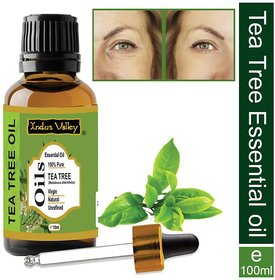 TEA TREE OIL
Indus Valley
Essential Oil
100% Pure
Oils
TEA TREE
Virgin
Natural
Unrefined
Tea Tree Essential oil
e
100ml